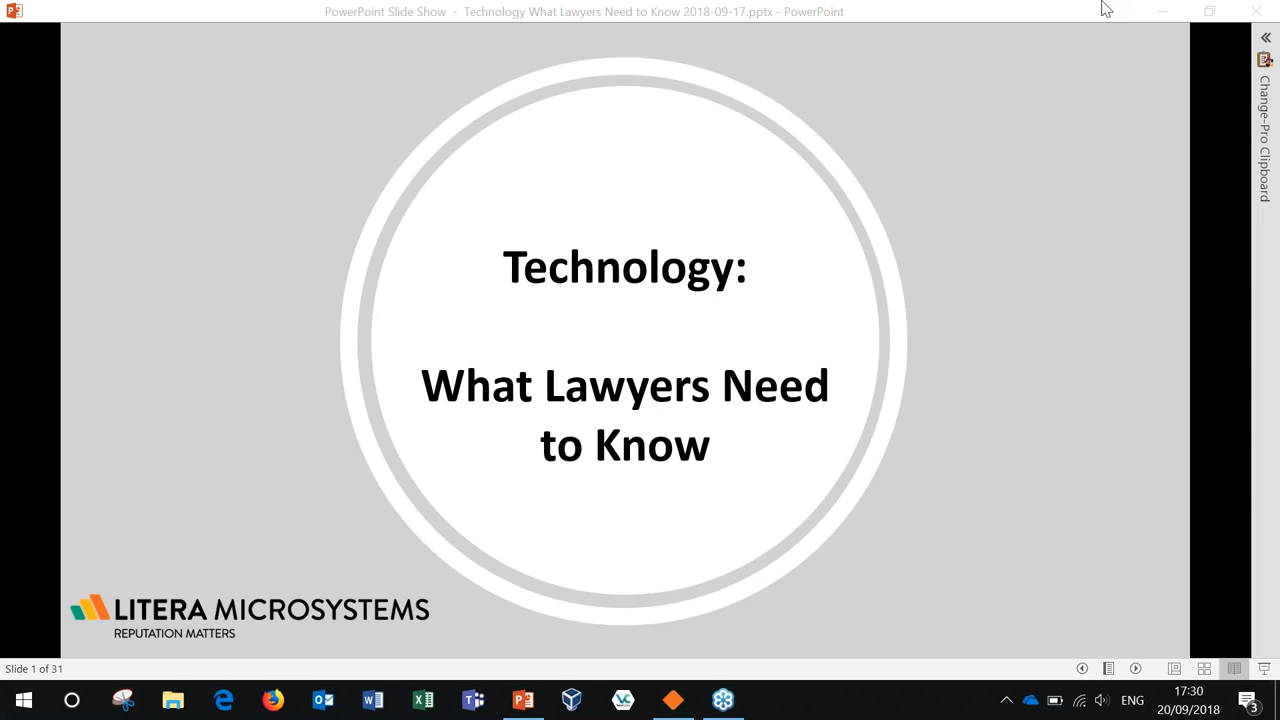 PowerPoint Slide Show - Technology What Lawyers Need to Know 2018-09-17.pptx - PowerPoint
Change-Pro Clipboard
Technology:
What Lawyers Need
to Know
LITERA MICROSYSTEMS
REPUTATION MATTERS
Slide 1 of 31
ENG
17:30
20/09/2018
3